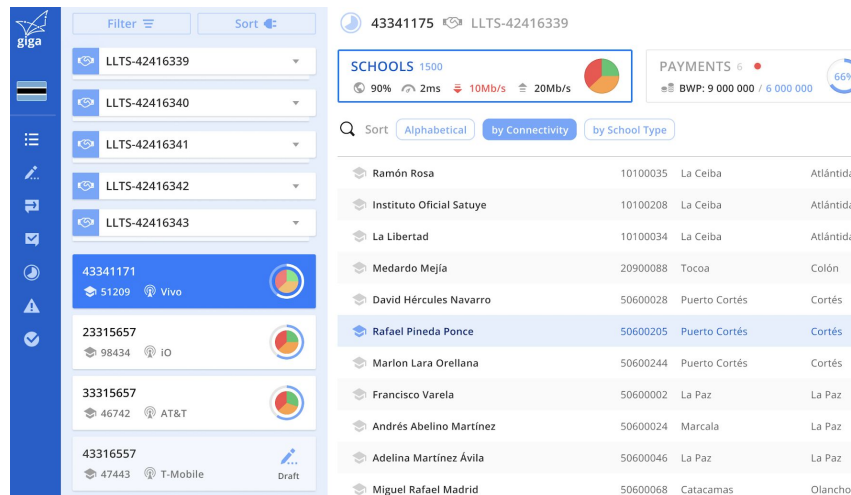 giga
Filter
Sort
LLTS-42416339
LLTS-42416340
LLTS-42416341
LLTS-42416342
LLTS-42416343
43341171
51209 Vivo
23315657
98434 iO
33315657
46742 AT&T
43316557
47443 T-Mobile
Draft
43341175 LLTS-42416339
SCHOOLS 1500
90% 2ms 10Mb/s 20Mb/s
PAYMENTS 6
BWP: 9 000 000 / 6 000 000
66%
Sort Alphabetical by Connectivity by School Type
Ramón Rosa 10100035 La Ceiba Atlántida
Instituto Oficial Satuye 10100208 La Ceiba Atlántida
La Libertad 10100034 La Ceiba Atlántida
Medardo Mejía 20900088 Tocoa Colón
David Hércules Navarro 50600028 Puerto Cortés Cortés
Rafael Pineda Ponce 50600205 Puerto Cortés Cortés
Marlon Lara Orellana 50600244 Puerto Cortés Cortés
Francisco Varela 50600002 La Paz La Paz
Andrés Abelino Martínez 50600024 Marcala La Paz
Adelina Martínez Ávila 50600046 La Paz La Paz
Miguel Rafael Madrid 50600068 Catacamas Olancho